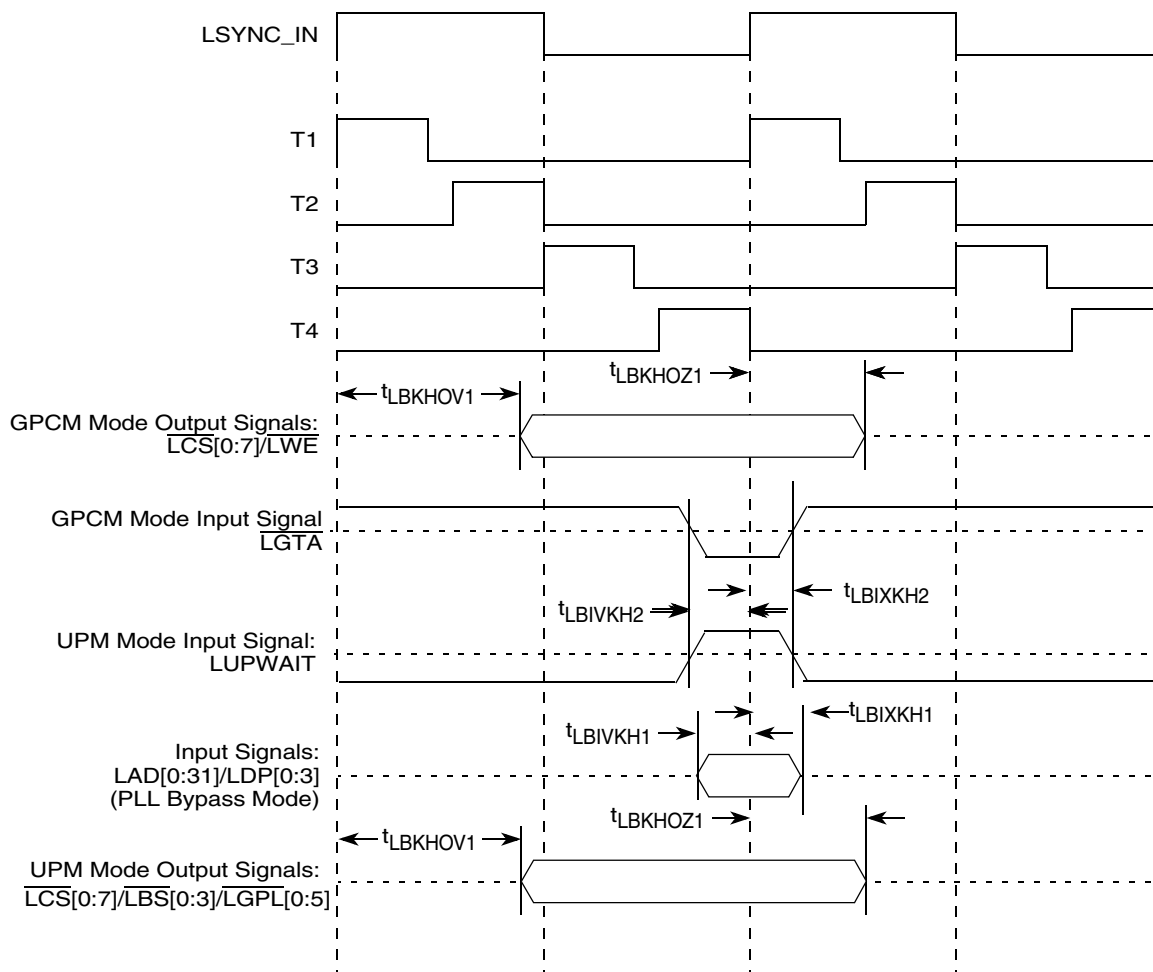 LSYNC_IN
T1
T2
T3
T4
tLBKHOZ1
tLBKHOV1
GPCM Mode Output Signals:
LCS[0:7]/LWE
GPCM Mode Input Signal
LGTA
tLBIXKH2
tLBIVKH2
UPM Mode Input Signal:
LUPWAIT
tLBIXKH1
tLBIVKH1
Input Signals:
LAD[0:31]/LDP[0:3]
(PLL Bypass Mode)
tLBKHOZ1
tLBKHOV1
UPM Mode Output Signals:
LCS[0:7]/LBS[0:3]/LGPL[0:5]